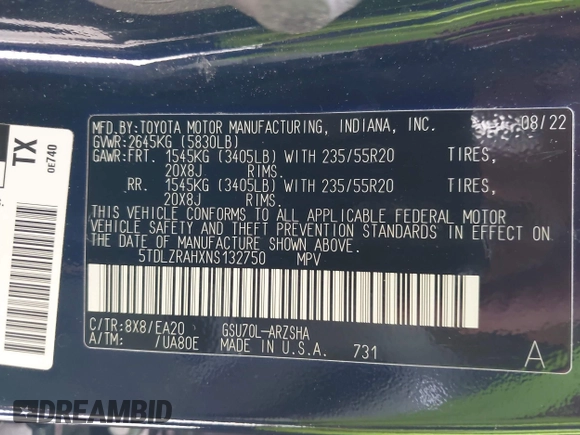 MFD.BY:TOYOTA MOTOR MANUFACTURING, INDIANA, INC. 08/22
GVWR:2645KG (5830LB)
GAWR:FRT. 1545KG (3405LB) WITH 235/55R20 TIRES,
20X8J RIMS.
RR. 1545KG (3405LB) WITH 235/55R20 TIRES,
20X8J RIMS.
THIS VEHICLE CONFORMS TO ALL APPLICABLE FEDERAL MOTOR
VEHICLE SAFETY AND THEFT PREVENTION STANDARDS IN EFFECT ON
THE DATE OF MANUFACTURE SHOWN ABOVE.
5TDLZRAHXNS132750 MPV
C/TR:8X8/EA20 GSU70L-ARZSHA
A/TM: /UA80E MADE IN U.S.A. 731
A
TX
0E740
DREAMBID